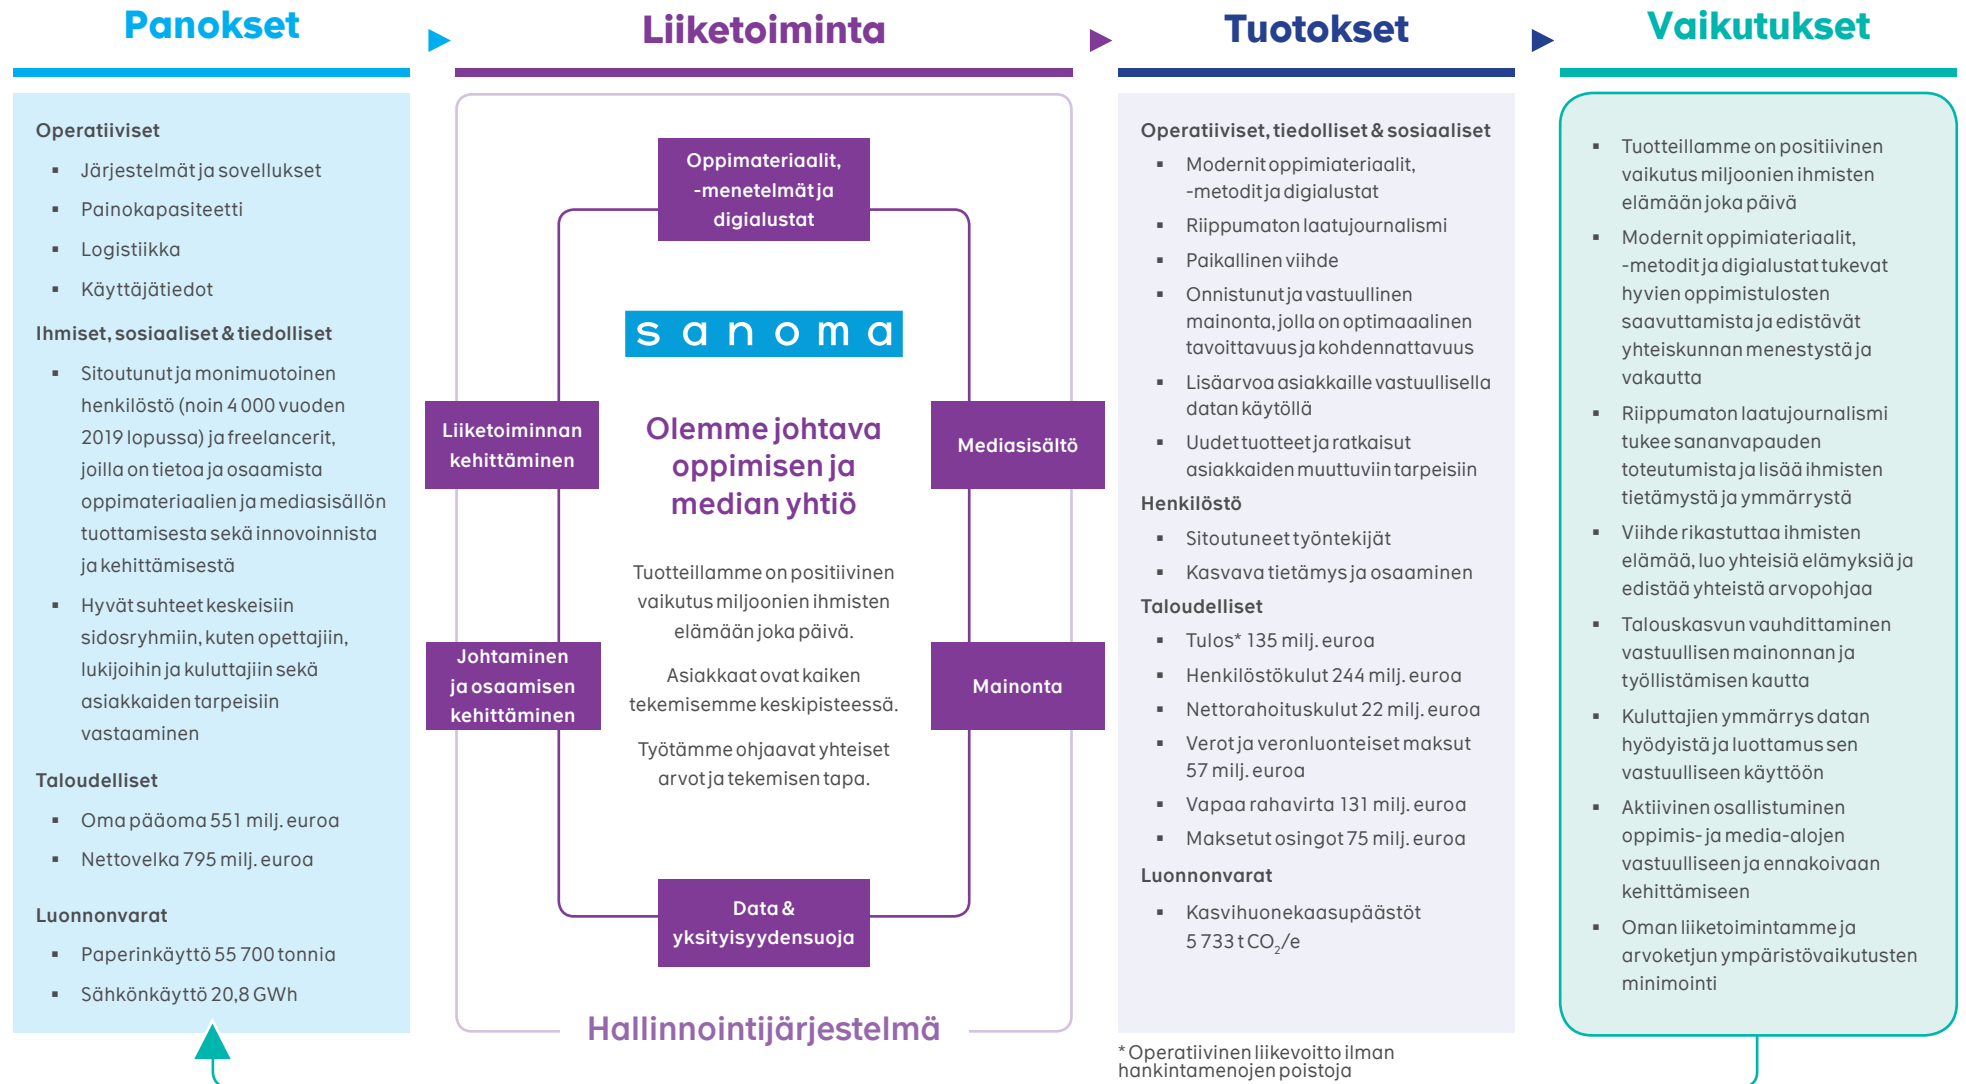 Panokset
Operatiiviset
▪ Järjestelmät ja sovellukset
▪ Painokapasiteetti
▪ Logistiikka
▪ Käyttäjätiedot
Ihmiset, sosiaaliset & tiedolliset
▪ Sitoutunut ja monimuotoinen
henkilöstö (noin 4 000 vuoden
2019 lopussa) ja freelancerit,
joilla on tietoa ja osaamista
oppimateriaalien ja mediasisällön
tuottamisesta sekä innovoinnista
ja kehittämisestä
▪ Hyvät suhteet keskeisiin
sidosryhmiin, kuten opettajiin,
lukijoihin ja kuluttajiin sekä
asiakkaiden tarpeisiin
vastaaminen
Taloudelliset
▪ Oma pääoma 551 milj. euroa
▪ Nettovelka 795 milj. euroa
Luonnonvarat
▪ Paperinkäyttö 55 700 tonnia
▪ Sähkönkäyttö 20,8 GWh
Liiketoiminta
Oppimateriaalit,
-menetelmät ja
digialustat
sanoma
Liiketoiminnan
kehittäminen
Olemme johtava
oppimisen ja
median yhtiö
Mediasisältö
Tuotteillamme on positiivinen
vaikutus miljoonien ihmisten
elämään joka päivä.
Johtaminen
ja osaamisen
kehittäminen
Asiakkaat ovat kaiken
tekemisemme keskipisteessä.
Mainonta
Työtämme ohjaavat yhteiset
arvot ja tekemisen tapa.
Data &
yksityisyydensuoja
Hallinnointijärjestelmä
Tuotokset
Operatiiviset, tiedolliset & sosiaaliset
▪ Modernit oppimiateriaalit,
-metodit ja digialustat
▪ Riippumaton laatujournalismi
▪ Paikallinen viihde
▪ Onnistunut ja vastuullinen
mainonta, jolla on optimaaalinen
tavoittavuus ja kohdennattavuus
▪ Lisäarvoa asiakkaille vastuullisella
datan käytöllä
▪ Uudet tuotteet ja ratkaisut
asiakkaiden muuttuviin tarpeisiin
Henkilöstö
▪ Sitoutuneet työntekijät
▪ Kasvava tietämys ja osaaminen
Taloudelliset
▪ Tulos* 135 milj. euroa
▪ Henkilöstökulut 244 milj. euroa
▪ Nettorahoituskulut 22 milj. euroa
▪ Verot ja veronluonteiset maksut
57 milj. euroa
▪ Vapaa rahavirta 131 milj. euroa
▪ Maksetut osingot 75 milj. euroa
Luonnonvarat
▪ Kasvihuonekaasupäästöt
5 733 t CO₂/e
* Operatiivinen liikevoitto ilman
hankintamenojen poistoja
Vaikutukset
▪ Tuotteillamme on positiivinen
vaikutus miljoonien ihmisten
elämään joka päivä
▪ Modernit oppimiateriaalit,
-metodit ja digialustat tukevat
hyvien oppimistulosten
saavuttamista ja edistävät
yhteiskunnan menestystä ja
vakautta
▪ Riippumaton laatujournalismi
tukee sananvapauden
toteutumista ja lisää ihmisten
tietämystä ja ymmärrystä
▪ Viihde rikastuttaa ihmisten
elämää, luo yhteisiä elämyksiä ja
edistää yhteistä arvopohjaa
▪ Talouskasvun vauhdittaminen
vastuullisen mainonnan ja
työllistämisen kautta
▪ Kuluttajien ymmärrys datan
hyödyistä ja luottamus sen
vastuulliseen käyttöön
▪ Aktiivinen osallistuminen
oppimis- ja media-alojen
vastuulliseen ja ennakoivaan
kehittämiseen
▪ Oman liiketoimintamme ja
arvoketjun ympäristövaikutusten
minimointi